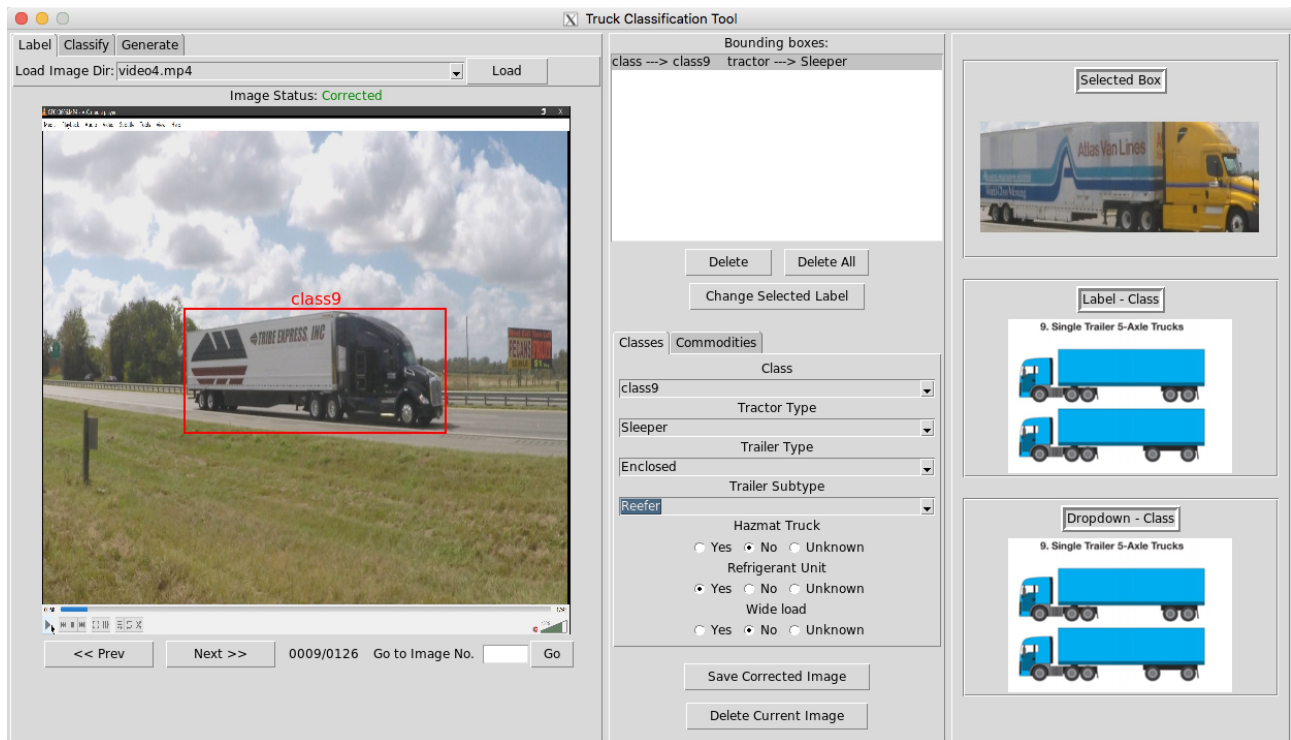 Truck Classification Tool
Label Classify Generate
Load Image Dir: video4.mp4 Load
Image Status: Corrected
class9
TRIBE EXPRESS, INC
PECANS
<< Prev Next >> 0009/0126 Go to Image No. Go
Bounding boxes:
class ---> class9 tractor ---> Sleeper
Delete Delete All
Change Selected Label
Classes Commodities
Class
class9
Tractor Type
Sleeper
Trailer Type
Enclosed
Trailer Subtype
Reefer
Hazmat Truck
Yes No Unknown
Refrigerant Unit
Yes No Unknown
Wide load
Yes No Unknown
Save Corrected Image
Delete Current Image
Selected Box
Atlas Van Lines
Label - Class
9. Single Trailer 5-Axle Trucks
Dropdown - Class
9. Single Trailer 5-Axle Trucks